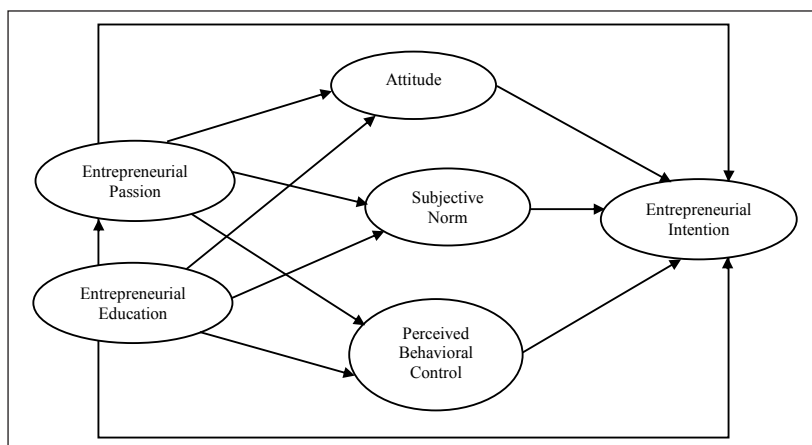 Attitude
Entrepreneurial
Passion
Subjective
Norm
Entrepreneurial
Intention
Entrepreneurial
Education
Perceived
Behavioral
Control